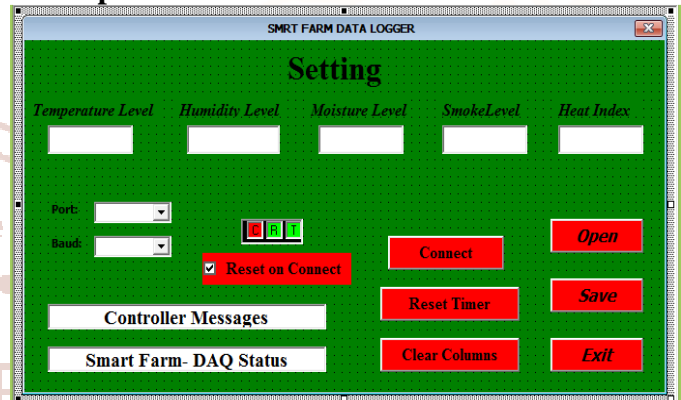 SMRT FARM DATA LOGGER
Setting
Temperature Level Humidity Level Moisture Level SmokeLevel Heat Index
Port:
Baud:
C R T
Reset on Connect
Connect
Open
Reset Timer
Save
Controller Messages
Smart Farm- DAQ Status
Clear Columns
Exit